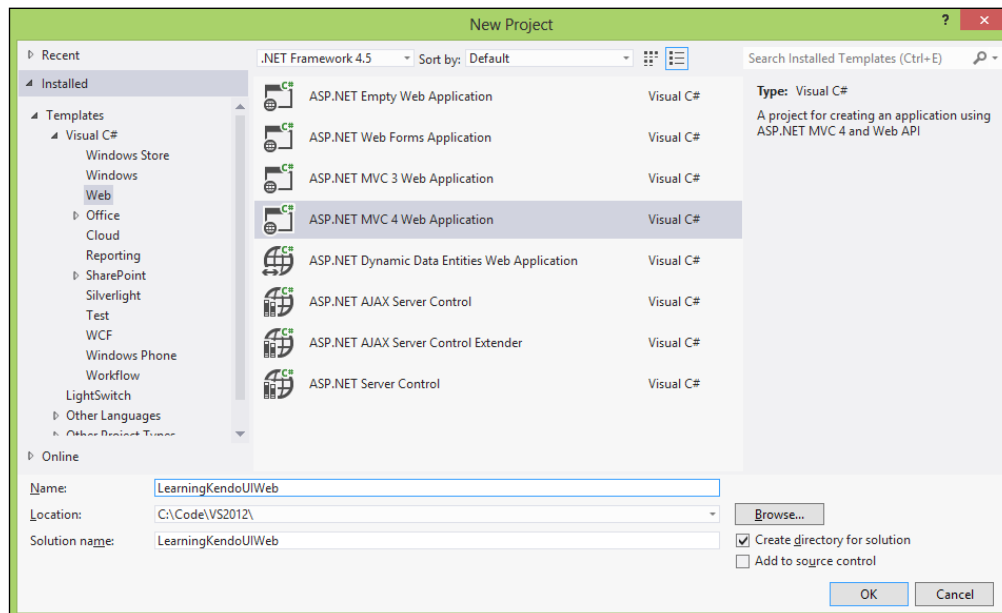 New Project
?
Recent
.NET Framework 4.5
Sort by: Default
Search Installed Templates (Ctrl+E)
Installed
Templates
Visual C#
Windows Store
Windows
Web
Office
Cloud
Reporting
SharePoint
Silverlight
Test
WCF
Windows Phone
Workflow
LightSwitch
Other Languages
Other Project Types
Online
C# ASP.NET Empty Web Application Visual C#
C# ASP.NET Web Forms Application Visual C#
C# ASP.NET MVC 3 Web Application Visual C#
C# ASP.NET MVC 4 Web Application Visual C#
C# ASP.NET Dynamic Data Entities Web Application Visual C#
C# ASP.NET AJAX Server Control Visual C#
C# ASP.NET AJAX Server Control Extender Visual C#
C# ASP.NET Server Control Visual C#
Type: Visual C#
A project for creating an application using
ASP.NET MVC 4 and Web API
Name: LearningKendoUIWeb
Location: C:\Code\VS2012\
Browse...
Solution name: LearningKendoUIWeb
Create directory for solution
Add to source control
OK
Cancel